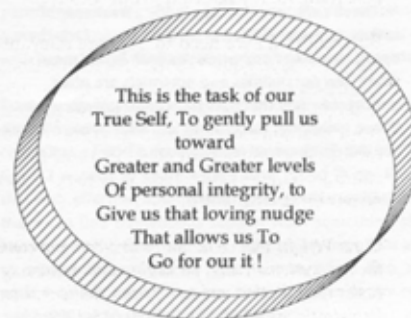 This is the task of our
True Self, To gently pull us
toward
Greater and Greater levels
Of personal integrity, to
Give us that loving nudge
That allows us To
Go for our it !